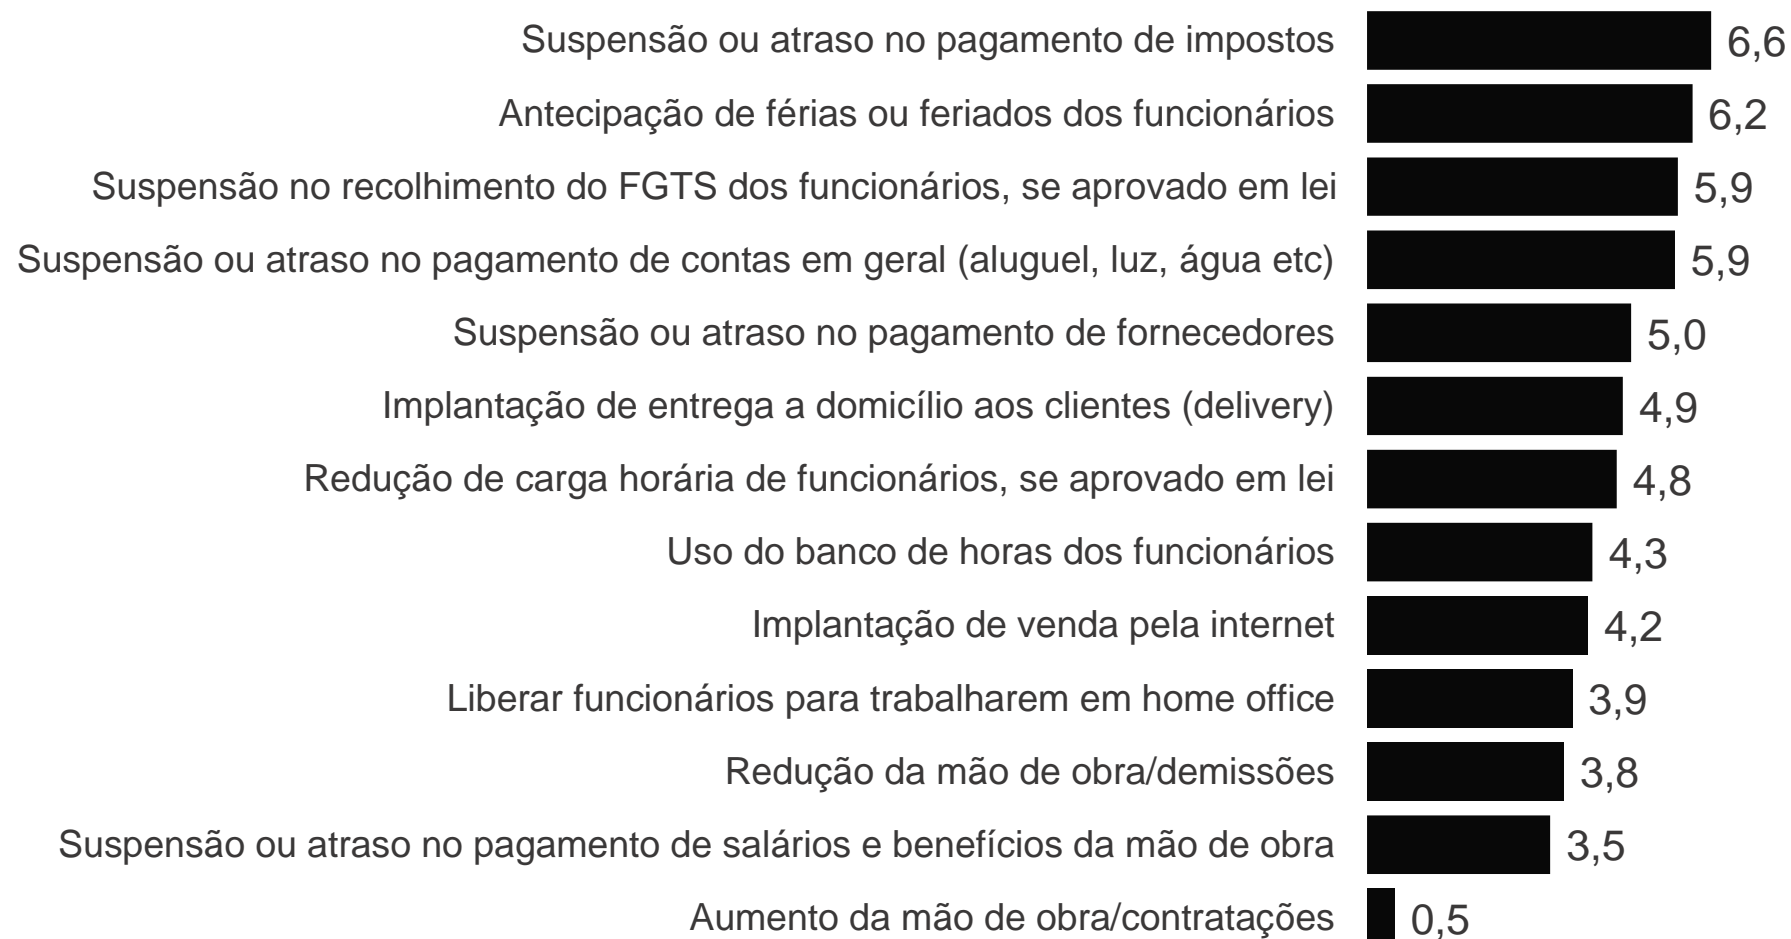 Suspensão ou atraso no pagamento de impostos 6,6
Antecipação de férias ou feriados dos funcionários 6,2
Suspensão no recolhimento do FGTS dos funcionários, se aprovado em lei 5,9
Suspensão ou atraso no pagamento de contas em geral (aluguel, luz, água etc) 5,9
Suspensão ou atraso no pagamento de fornecedores 5,0
Implantação de entrega a domicílio aos clientes (delivery) 4,9
Redução de carga horária de funcionários, se aprovado em lei 4,8
Uso do banco de horas dos funcionários 4,3
Implantação de venda pela internet 4,2
Liberar funcionários para trabalharem em home office 3,9
Redução da mão de obra/demissões 3,8
Suspensão ou atraso no pagamento de salários e benefícios da mão de obra 3,5
Aumento da mão de obra/contratações 0,5